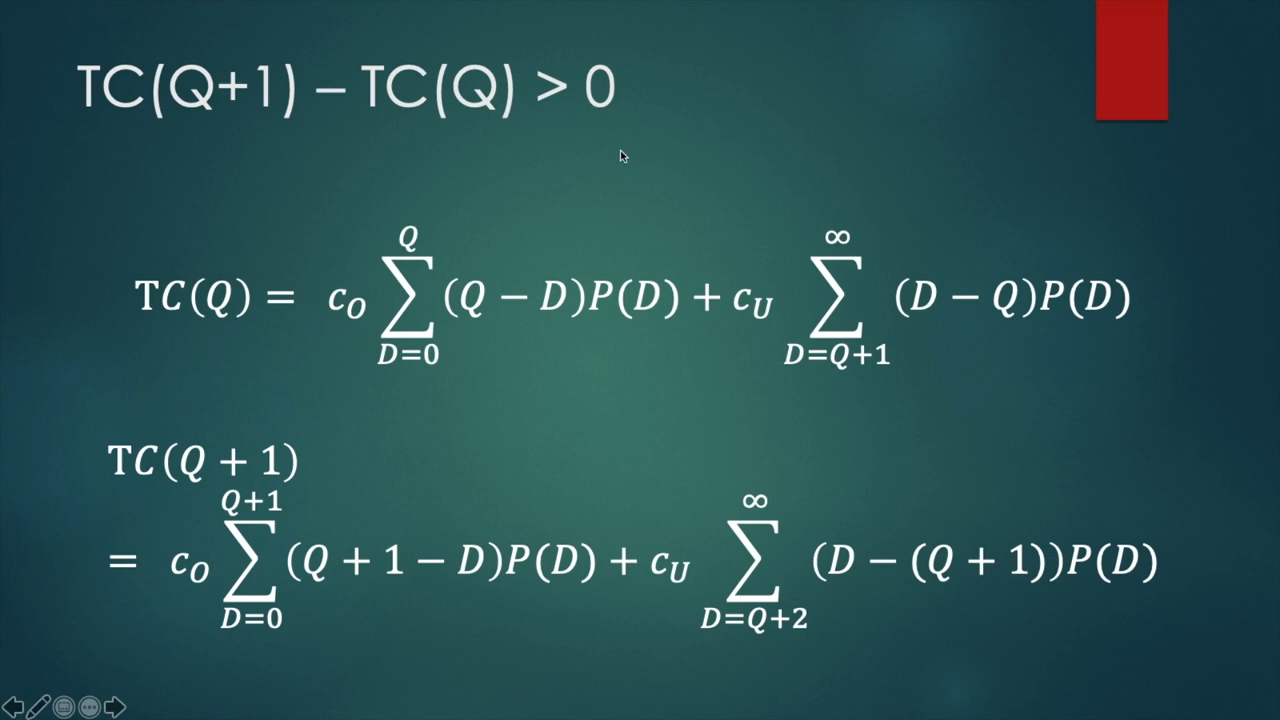 TC(Q+1) – TC(Q) > 0
TC(Q) = c_O ∑_{D=0}^{Q} (Q − D)P(D) + c_U ∑_{D=Q+1}^{∞} (D − Q)P(D)
TC(Q + 1)
= c_O ∑_{D=0}^{Q+1} (Q + 1 − D)P(D) + c_U ∑_{D=Q+2}^{∞} (D − (Q + 1))P(D)